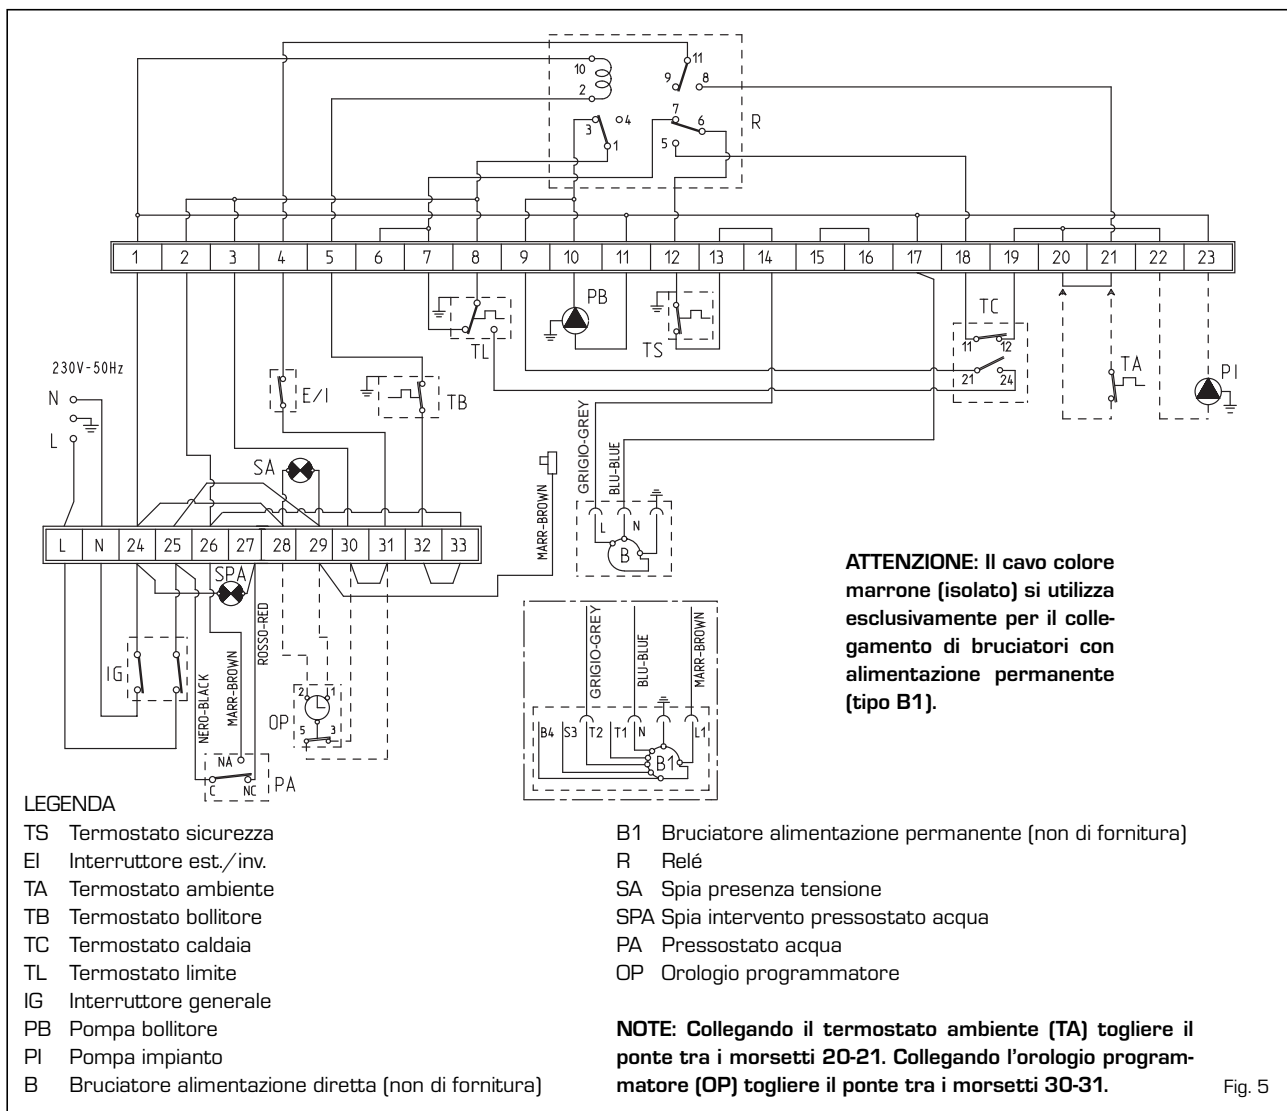 10
11
9
8
2
3
4
1
7
6
5
R
1 2 3 4 5 6 7 8 9 10 11 12 13 14 15 16 17 18 19 20 21 22 23
PB
TL
TS
TC
11 12
21 24
TA
PI
E/I
TB
230V-50Hz
N
L
SA
MARR-BROWN
GRIGIO-GREY
BLU-BLUE
L N
B
L N 24 25 26 27 28 29 30 31 32 33
SPA
IG
NERO-BLACK
MARR-BROWN
ROSSO-RED
OP
2 1
5 3
NA
C NC
PA
GRIGIO-GREY
BLU-BLUE
MARR-BROWN
B4 S3 T2 T1 N L1
B1
ATTENZIONE: Il cavo colore
marrone (isolato) si utilizza
esclusivamente per il colle-
gamento di bruciatori con
alimentazione permanente
(tipo B1).
LEGENDA
TS Termostato sicurezza
EI Interruttore est./inv.
TA Termostato ambiente
TB Termostato bollitore
TC Termostato caldaia
TL Termostato limite
IG Interruttore generale
PB Pompa bollitore
PI Pompa impianto
B Bruciatore alimentazione diretta (non di fornitura)
B1 Bruciatore alimentazione permanente (non di fornitura)
R Relé
SA Spia presenza tensione
SPA Spia intervento pressostato acqua
PA Pressostato acqua
OP Orologio programmatore
NOTE: Collegando il termostato ambiente (TA) togliere il
ponte tra i morsetti 20-21. Collegando l'orologio program-
matore (OP) togliere il ponte tra i morsetti 30-31.
Fig. 5